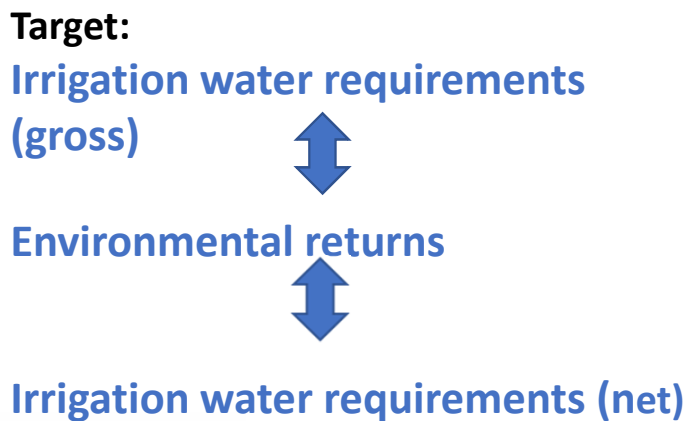 Target:
Irrigation water requirements
(gross)
Environmental returns
Irrigation water requirements (net)